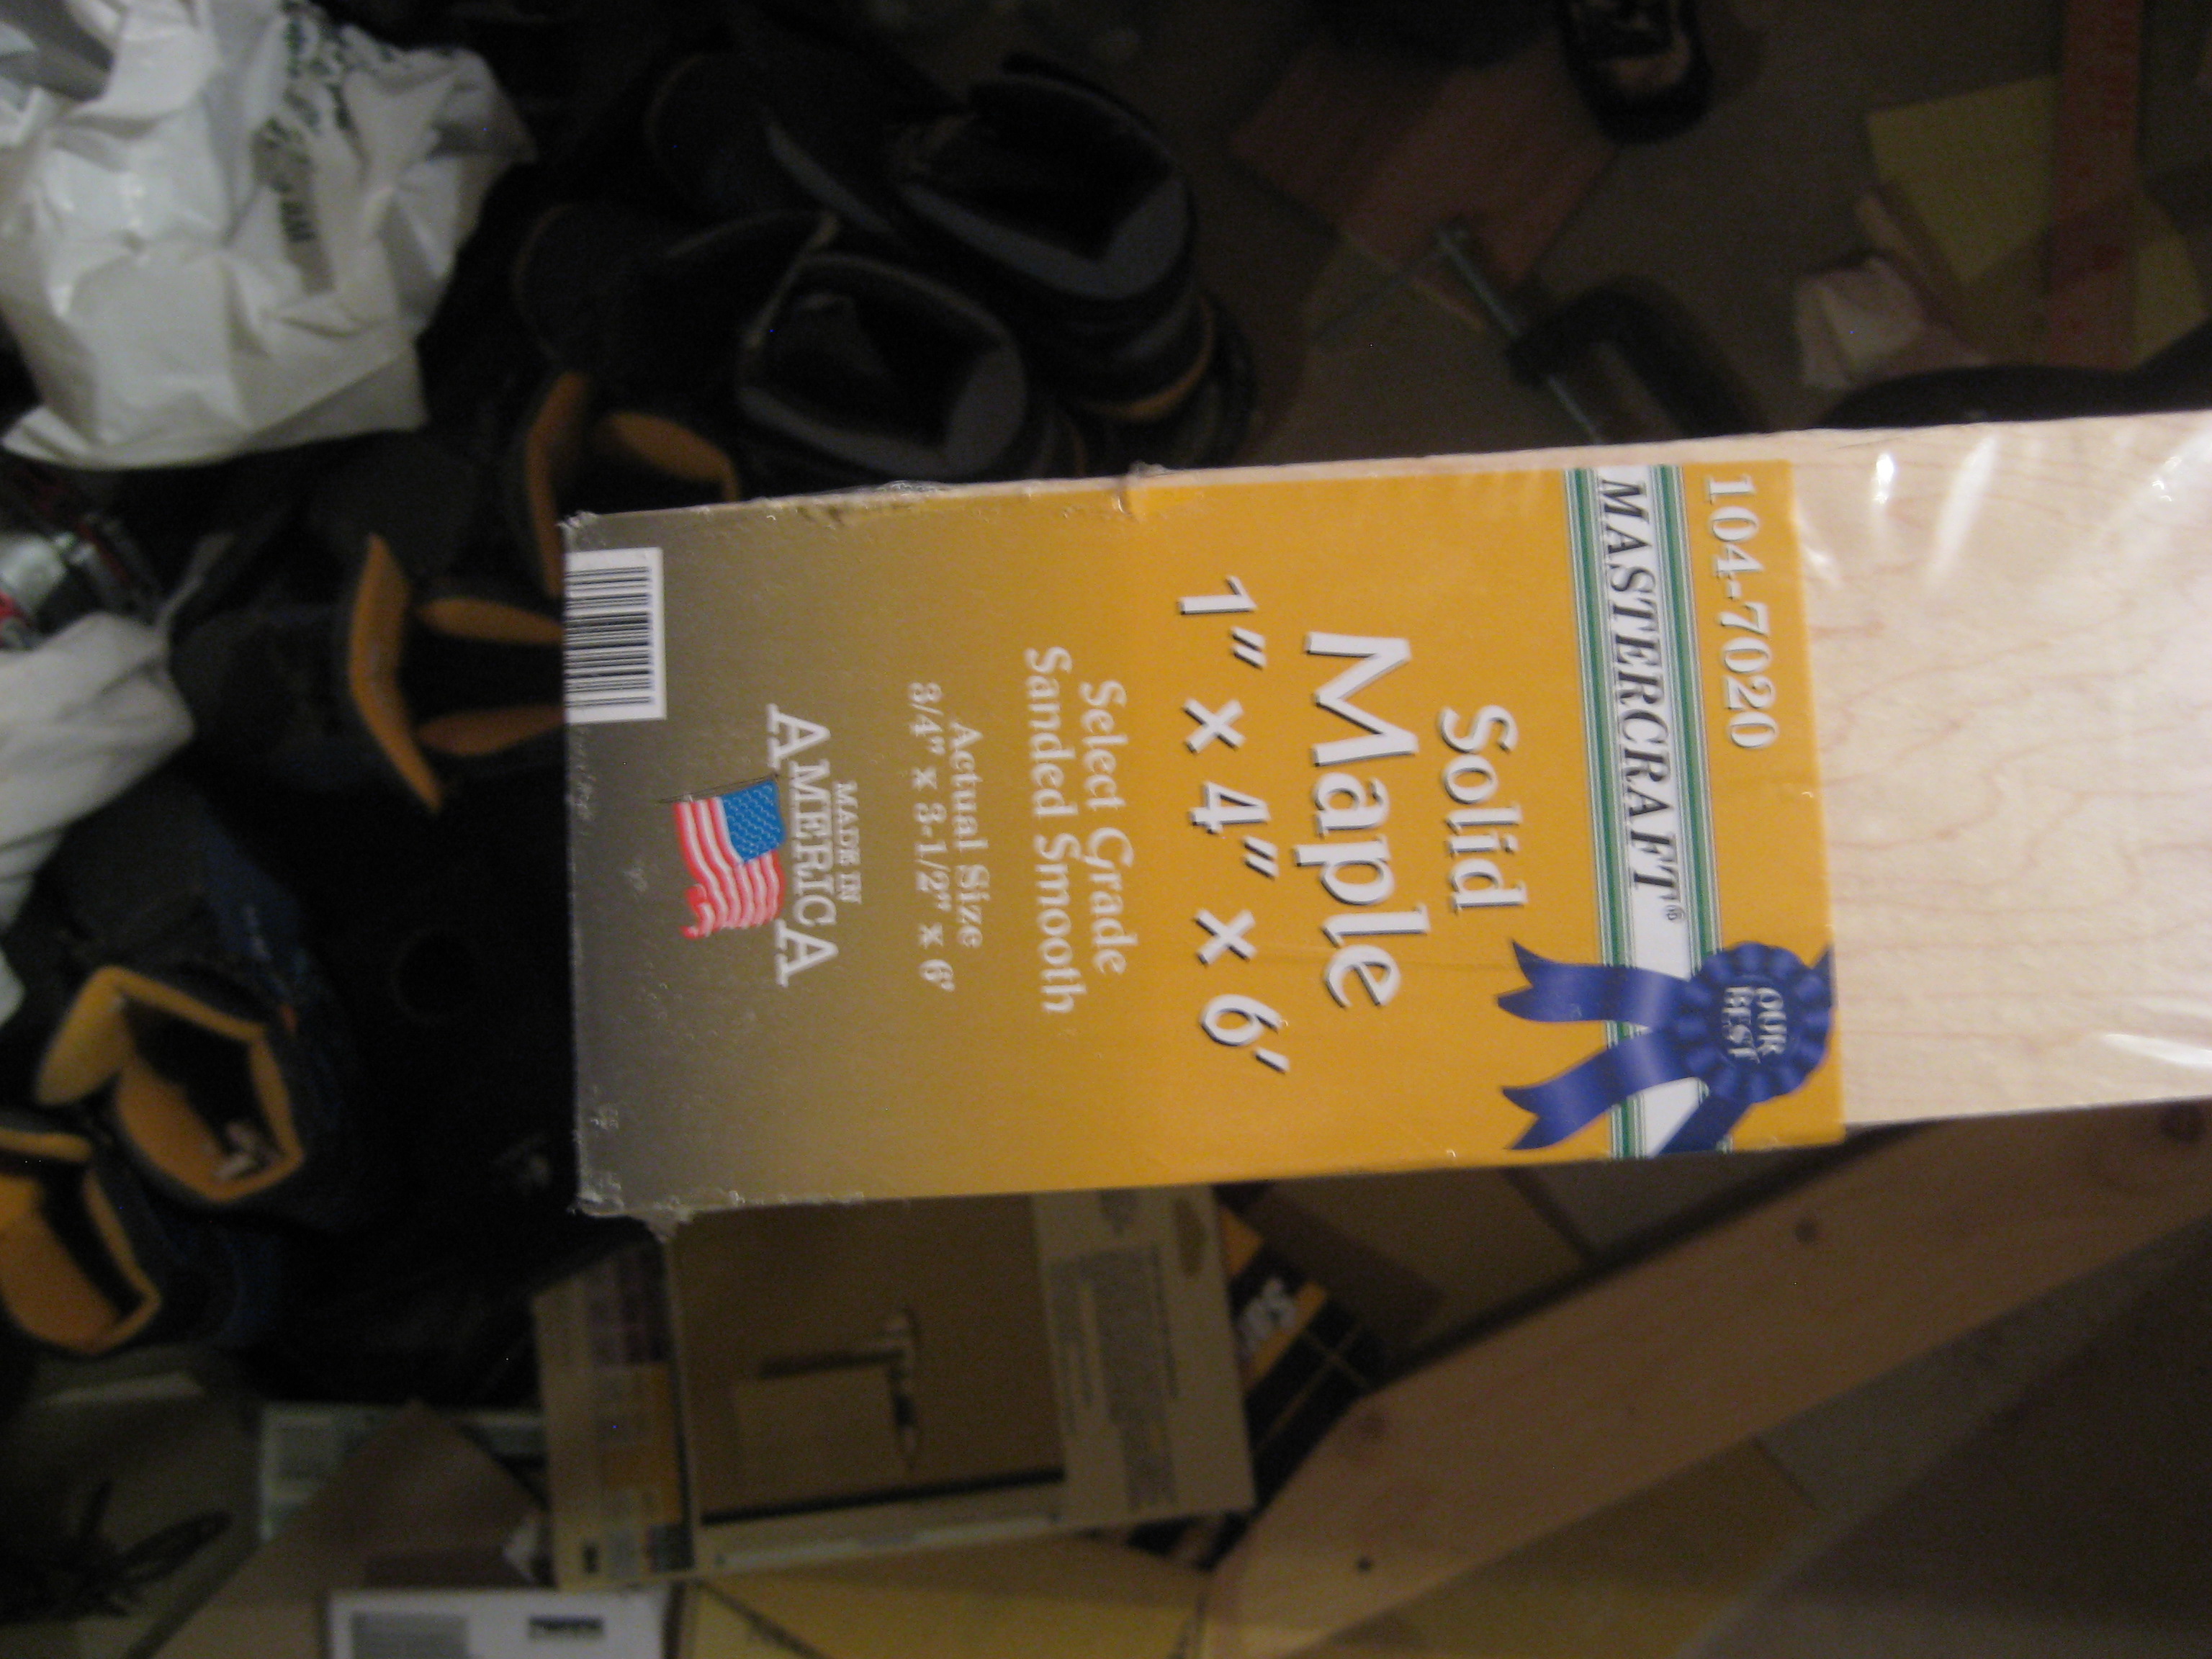 104-7020
MASTERCRAFT®
OUR
BEST
Solid
Maple
1" x 4" x 6'
Select Grade
Sanded Smooth
Actual Size
3/4" x 3-1/2" x 6'
MADE IN
AMERICA